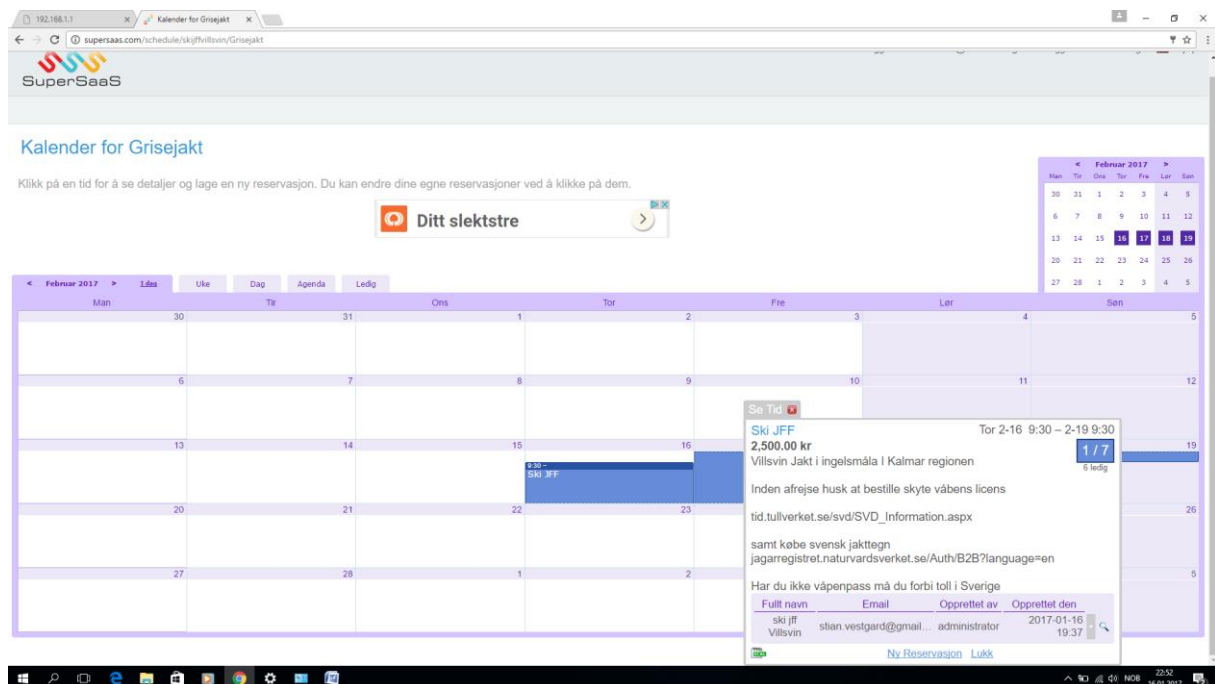 192.168.1.1
Kalender for Grisejakt
supersaas.com/schedule/skijffvillsvin/Grisejakt
SuperSaaS
Kalender for Grisejakt
Klikk på en tid for å se detaljer og lage en ny reservasjon. Du kan endre dine egne reservasjoner ved å klikke på dem.
Ditt slektstre
< Februar 2017 >
Man Tir Ons Tor Fre Lør Søn
30 31 1 2 3 4 5
6 7 8 9 10 11 12
13 14 15 16 17 18 19
20 21 22 23 24 25 26
27 28 1 2 3 4 5
< Februar 2017 > Uke Dag Agenda Ledig
Man Tir Ons Tor Fre Lør Søn
30 31 1 2 3 4 5
6 7 8 9 10 11 12
13 14 15 16 19
9:30 –
Ski JFF
20 21 22 23 26
27 28 1 2 5
Se Tid
Ski JFF Tor 2-16 9:30 – 2-19 9:30
2,500.00 kr
1 / 7
6 ledig
Villsvin Jakt i ingelsmåla I Kalmar regionen
Inden afrejse husk at bestille skyte våbens licens
tid.tullverket.se/svd/SVD_Information.aspx
samt købe svensk jakttegn
jagarregistret.naturvardsverket.se/Auth/B2B?language=en
Har du ikke våpenpass må du forbi toll i Sverige
Fullt navn Email Opprettet av Opprettet den
ski jff Villsvin stian.vestgard@gmail... administrator 2017-01-16 19:37
Ny Reservasjon Lukk
NOB 22:52
16.01.2017